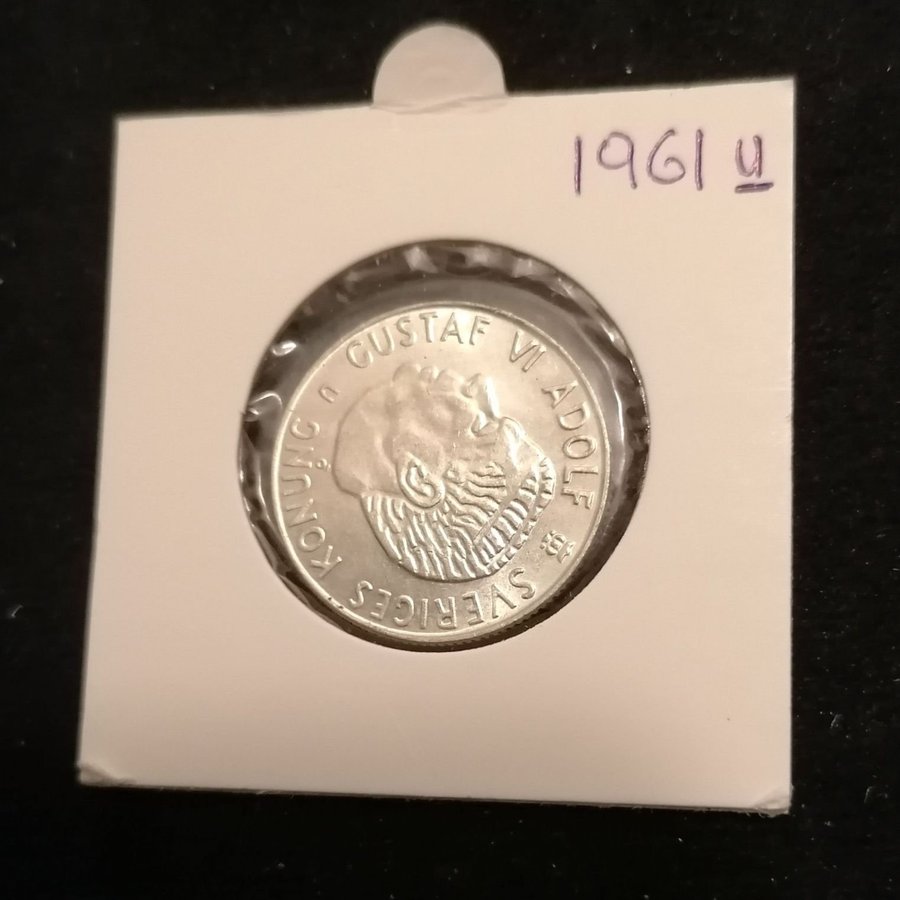 1961 u
GUSTAF VI ADOLF SVERIGES KONUNG u